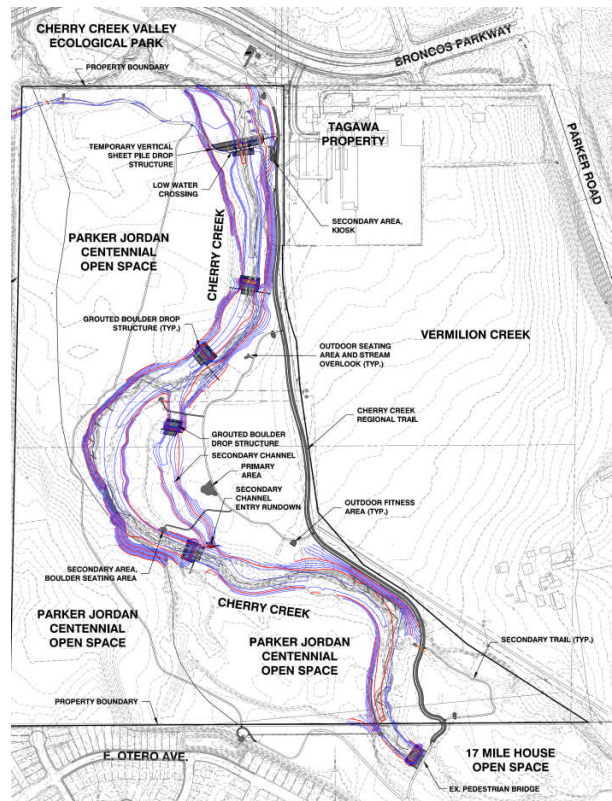 CHERRY CREEK VALLEY
ECOLOGICAL PARK
BRONCOS PARKWAY
PROPERTY BOUNDARY
TAGAWA
PROPERTY
PARKER ROAD
TEMPORARY VERTICAL
SHEET PILE DROP
STRUCTURE
LOW WATER
CROSSING
SECONDARY AREA,
KIOSK
PARKER JORDAN
CENTENNIAL
OPEN SPACE
CHERRY CREEK
GROUTED BOULDER DROP
STRUCTURE (TYP.)
VERMILION CREEK
OUTDOOR SEATING
AREA AND STREAM
OVERLOOK (TYP.)
CHERRY CREEK
REGIONAL TRAIL
GROUTED BOULDER
DROP STRUCTURE
SECONDARY CHANNEL
PRIMARY
AREA
SECONDARY
CHANNEL
ENTRY RUNDOWN
OUTDOOR FITNESS
AREA (TYP.)
SECONDARY AREA,
BOULDER SEATING AREA
CHERRY CREEK
PARKER JORDAN
CENTENNIAL
OPEN SPACE
PARKER JORDAN
CENTENNIAL
OPEN SPACE
SECONDARY TRAIL (TYP.)
PROPERTY BOUNDARY
E. OTERO AVE.
17 MILE HOUSE
OPEN SPACE
EX. PEDESTRIAN BRIDGE